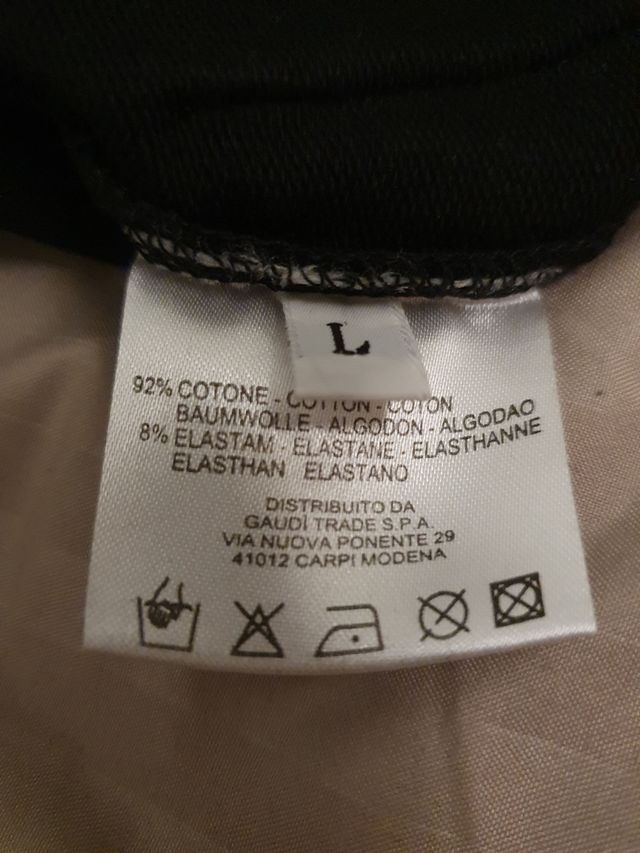 L
92% COTONE - COTTON - COTON
BAUMWOLLE - ALGODON - ALGODAO
8% ELASTAM - ELASTANE - ELASTHANNE
ELASTHAN ELASTANO
DISTRIBUITO DA
GAUDÌ TRADE S.P.A.
VIA NUOVA PONENTE 29
41012 CARPI MODENA